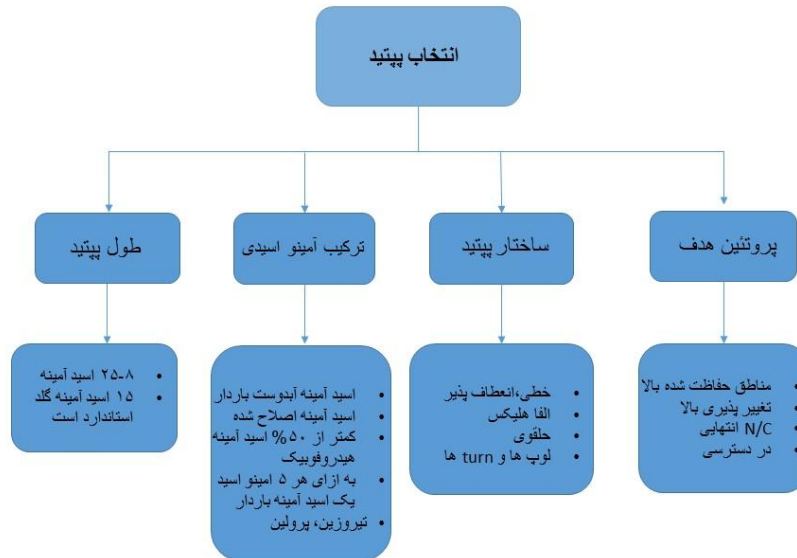 انتخاب پپتید
پروتئین هدف
ساختار پپتید
ترکیب آمینو اسیدی
طول پپتید
• مناطق حفاظت شده بالا
• تغییر پذیری بالا
• N/C انتهایی
• در دسترسی
• خطی،انعطاف پذیر
• الفا هلیکس
• حلقوی
• لوپ ها و turn ها
• اسید آمینه آبدوست باردار
• اسید آمینه اصلاح شده
• کمتر از ۵۰% اسید آمینه
هیدروفوبیک
• به ازای هر ۵ امینو اسید
یک اسید آمینه باردار
• تیروزین، پرولین
• ۸-۲۵ اسید آمینه
• ۱۵ اسید آمینه گلد
استاندارد است